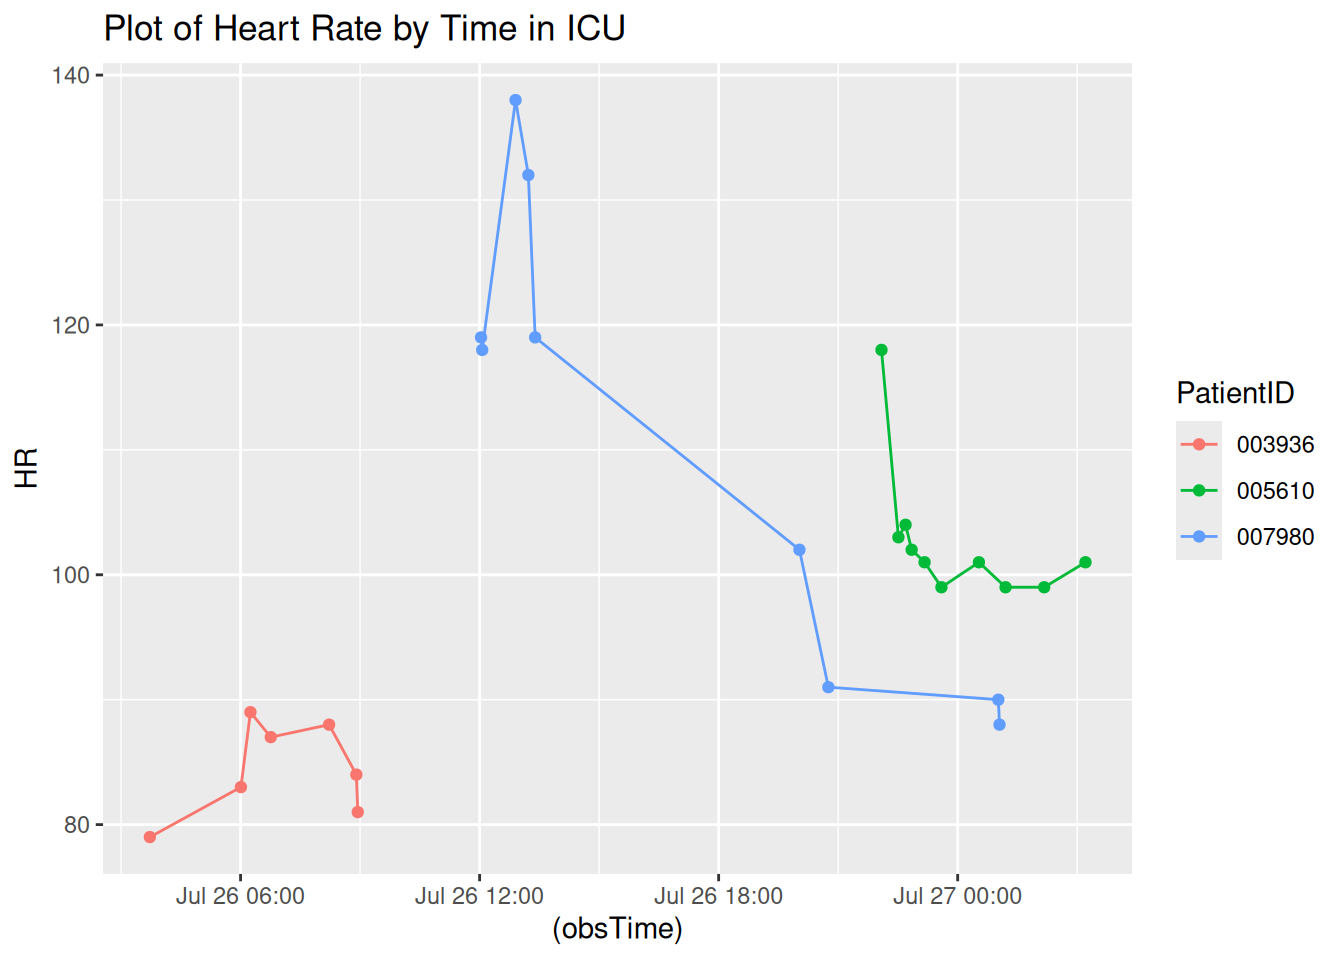 Plot of Heart Rate by Time in ICU
140
120
100
80
HR
Jul 26 06:00
Jul 26 12:00
Jul 26 18:00
Jul 27 00:00
(obsTime)
PatientID
003936
005610
007980